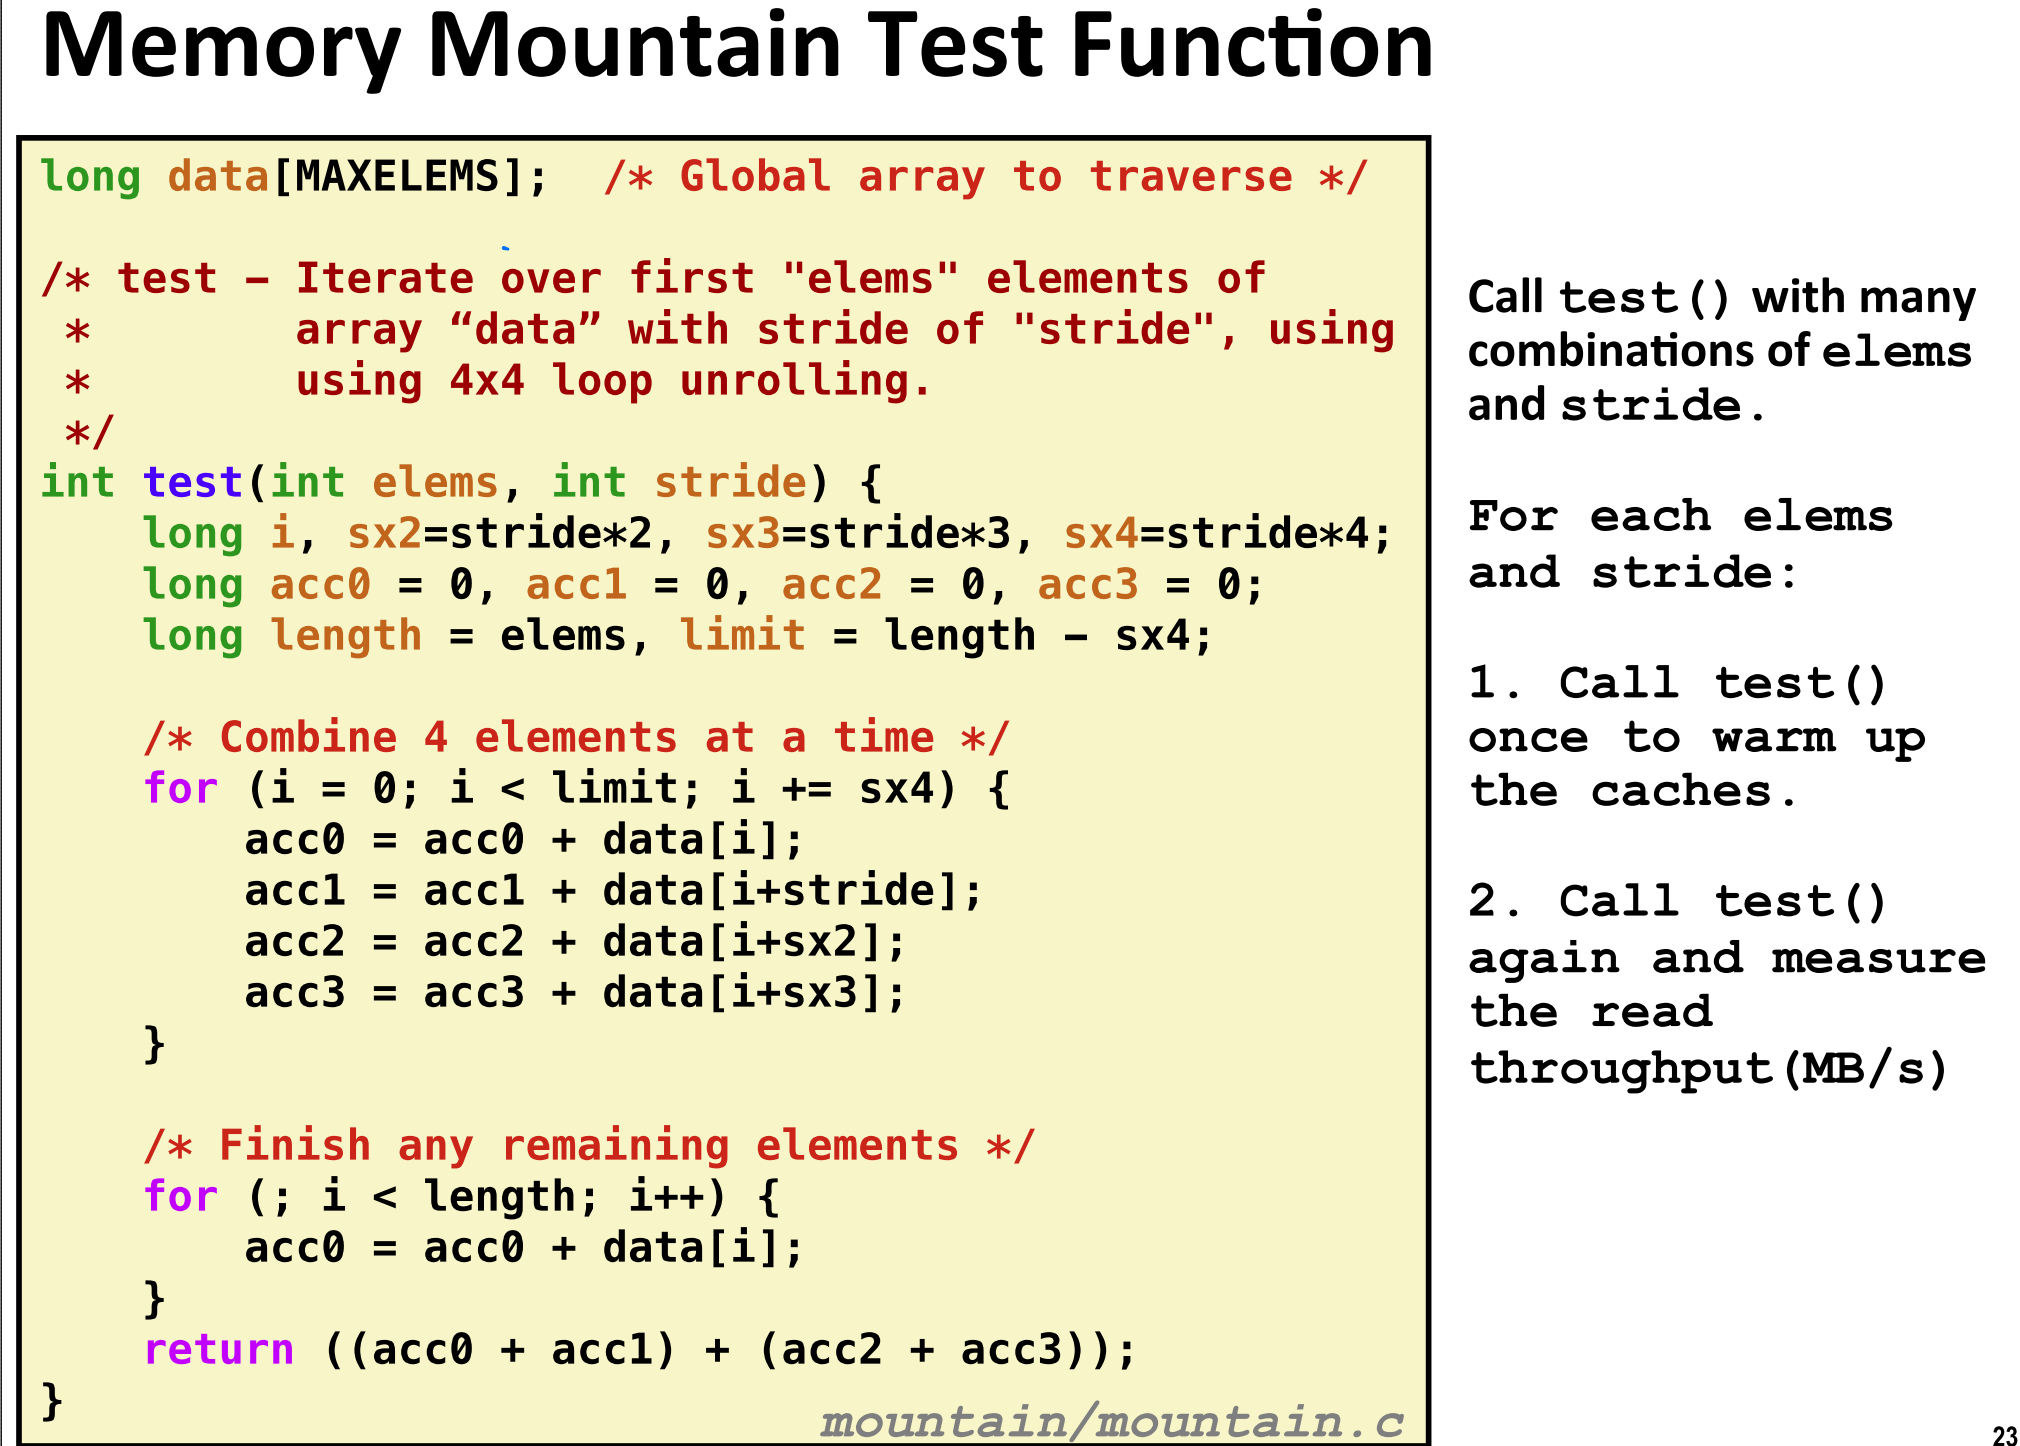 Memory Mountain Test Function
long data[MAXELEMS];  /* Global array to traverse */
/* test – Iterate over first "elems" elements of
 *        array “data” with stride of "stride", using
 *        using 4x4 loop unrolling.
 */
int test(int elems, int stride) {
    long i, sx2=stride*2, sx3=stride*3, sx4=stride*4;
    long acc0 = 0, acc1 = 0, acc2 = 0, acc3 = 0;
    long length = elems, limit = length – sx4;
    /* Combine 4 elements at a time */
    for (i = 0; i < limit; i += sx4) {
        acc0 = acc0 + data[i];
        acc1 = acc1 + data[i+stride];
        acc2 = acc2 + data[i+sx2];
        acc3 = acc3 + data[i+sx3];
    }
    /* Finish any remaining elements */
    for (; i < length; i++) {
        acc0 = acc0 + data[i];
    }
    return ((acc0 + acc1) + (acc2 + acc3));
}
mountain/mountain.c
Call test() with many
combinations of elems
and stride.
For each elems
and stride:
1. Call test()
once to warm up
the caches.
2. Call test()
again and measure
the read
throughput(MB/s)
23